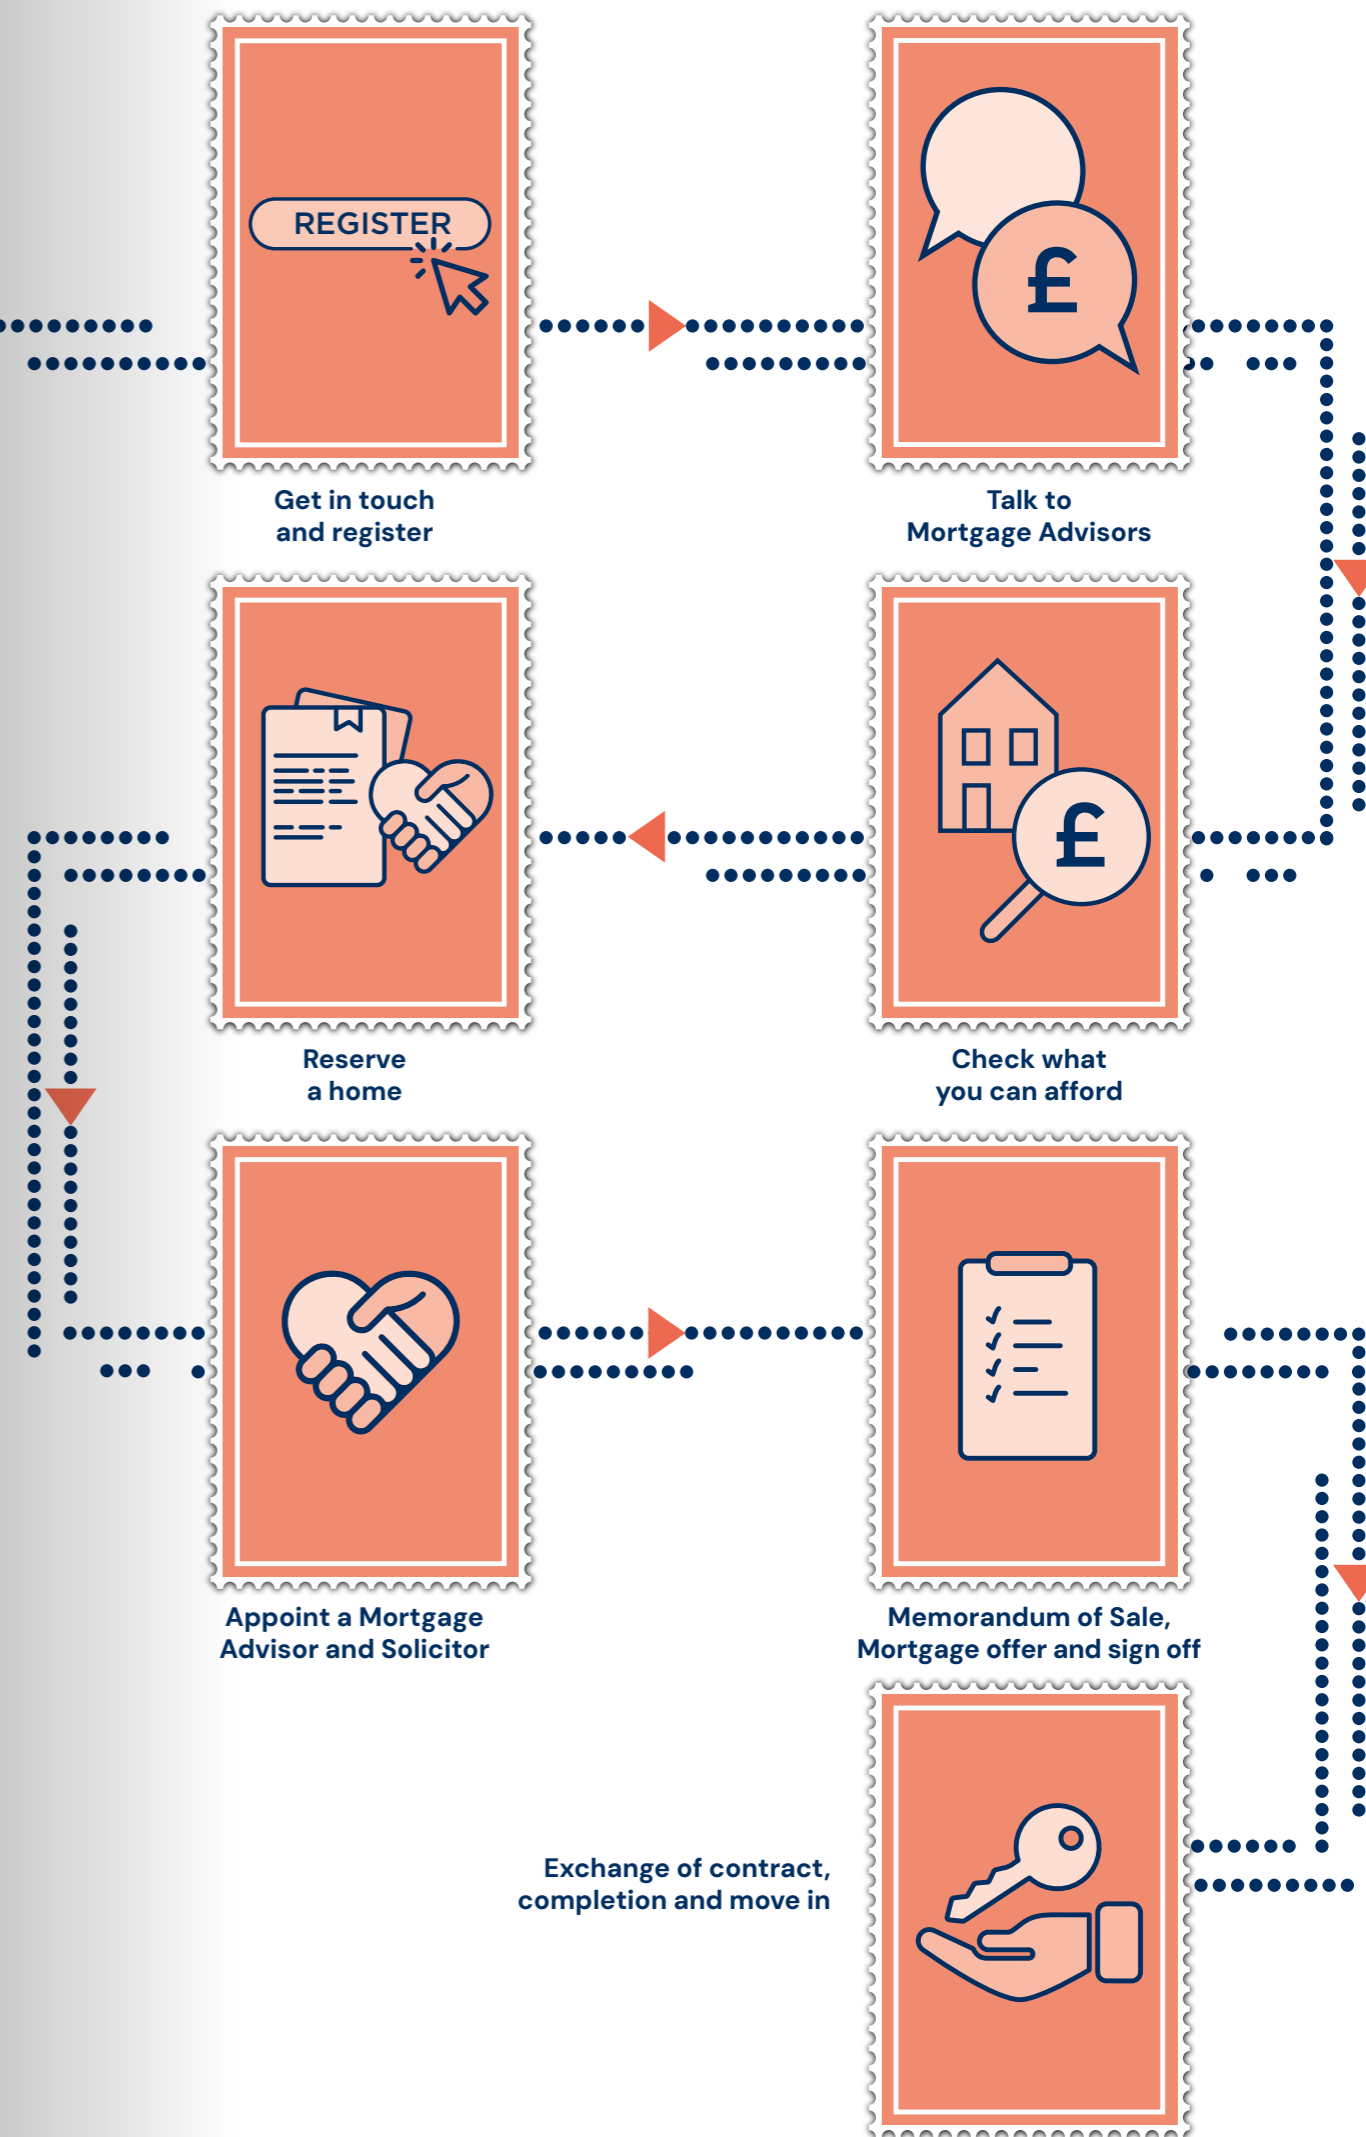 REGISTER
£
Get in touch
and register
Talk to
Mortgage Advisors
£
Reserve
a home
Check what
you can afford
Appoint a Mortgage
Advisor and Solicitor
Memorandum of Sale,
Mortgage offer and sign off
Exchange of contract,
completion and move in